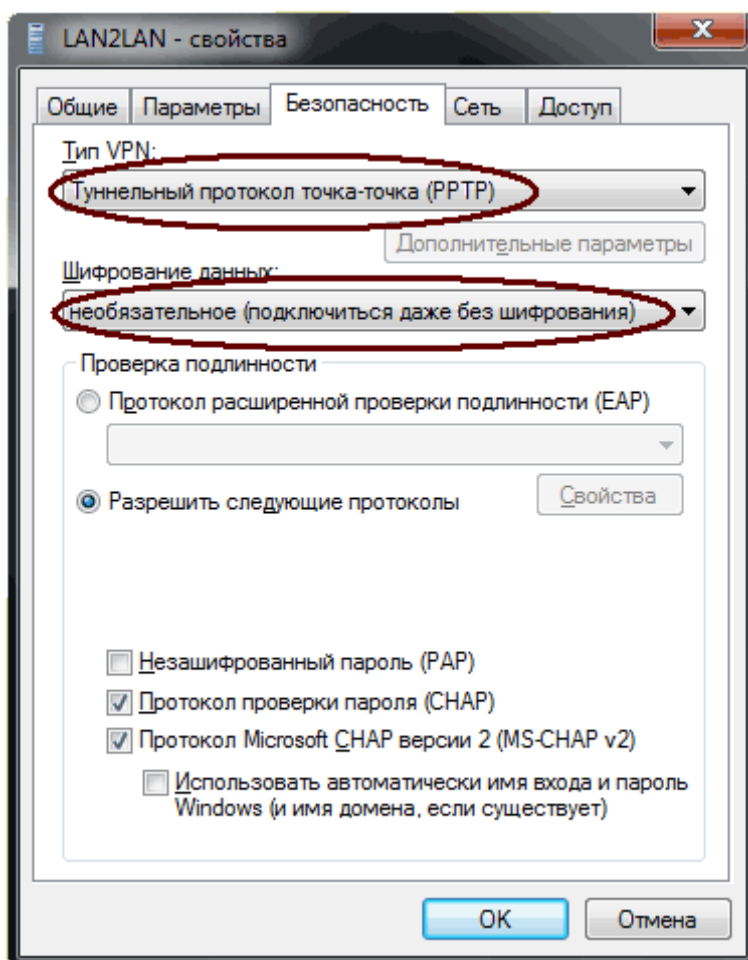 LAN2LAN - свойства
Общие Параметры Безопасность Сеть Доступ
Тип VPN:
Туннельный протокол точка-точка (PPTP)
Дополнительные параметры
Шифрование данных:
необязательное (подключиться даже без шифрования)
Проверка подлинности
Протокол расширенной проверки подлинности (EAP)
Разрешить следующие протоколы
Свойства
Незашифрованный пароль (PAP)
Протокол проверки пароля (CHAP)
Протокол Microsoft CHAP версии 2 (MS-CHAP v2)
Использовать автоматически имя входа и пароль
Windows (и имя домена, если существует)
OK Отмена